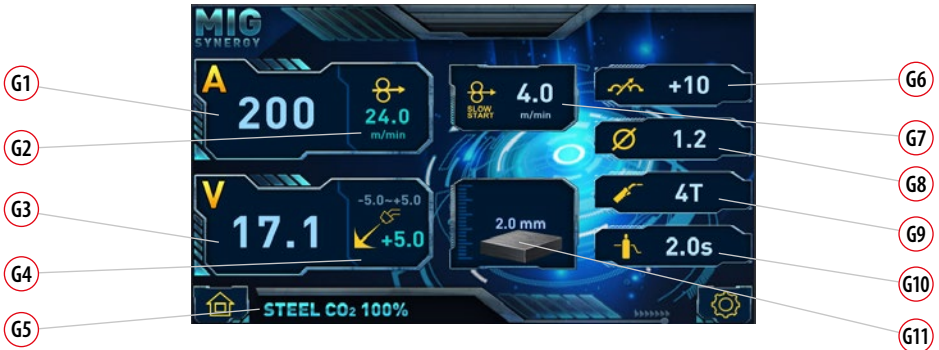 MIG
SYNERGY
A
200
24.0
m/min
SLOW
START
4.0
m/min
+10
1.2
4T
2.0s
V
17.1
-5.0~+5.0
+5.0
2.0 mm
STEEL CO₂ 100%
G1
G2
G3
G4
G5
G6
G7
G8
G9
G10
G11